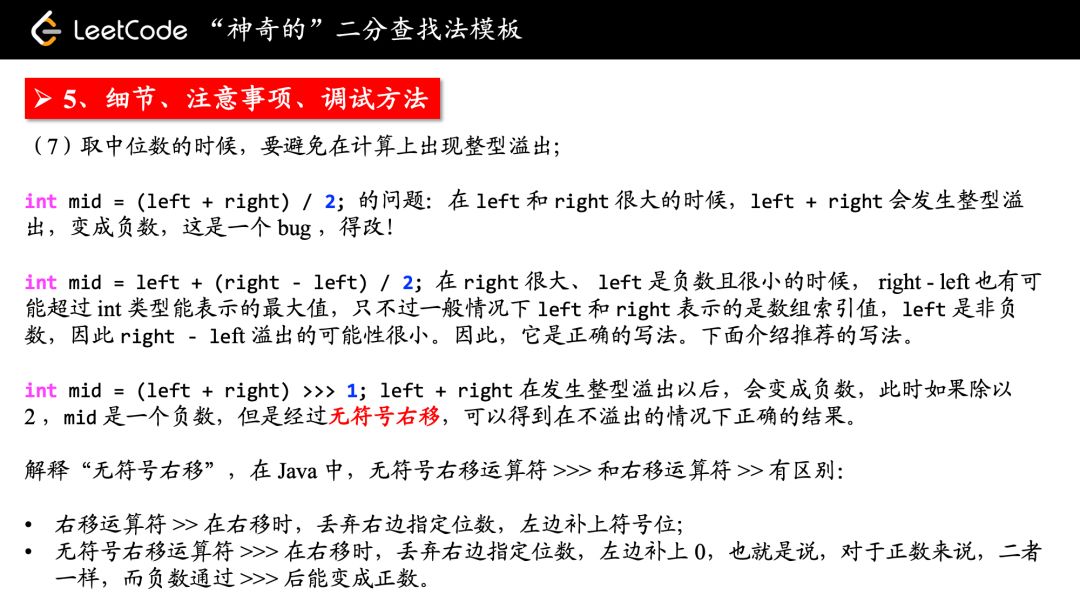 LeetCode “神奇的”二分查找法模板
➢ 5、细节、注意事项、调试方法
（7）取中位数的时候，要避免在计算上出现整型溢出；
int mid = (left + right) / 2; 的问题：在 left 和 right 很大的时候，left + right 会发生整型溢
出，变成负数，这是一个 bug ，得改！
int mid = left + (right - left) / 2; 在 right 很大、 left 是负数且很小的时候， right - left 也有可
能超过 int 类型能表示的最大值，只不过一般情况下 left 和 right 表示的是数组索引值，left 是非负
数，因此 right - left 溢出的可能性很小。因此，它是正确的写法。下面介绍推荐的写法。
int mid = (left + right) >>> 1; left + right 在发生整型溢出以后，会变成负数，此时如果除以
2 ，mid 是一个负数，但是经过无符号右移，可以得到在不溢出的情况下正确的结果。
解释“无符号右移”，在 Java 中，无符号右移运算符 >>> 和右移运算符 >> 有区别：
• 右移运算符 >> 在右移时，丢弃右边指定位数，左边补上符号位；
• 无符号右移运算符 >>> 在右移时，丢弃右边指定位数，左边补上 0，也就是说，对于正数来说，二者
一样，而负数通过 >>> 后能变成正数。